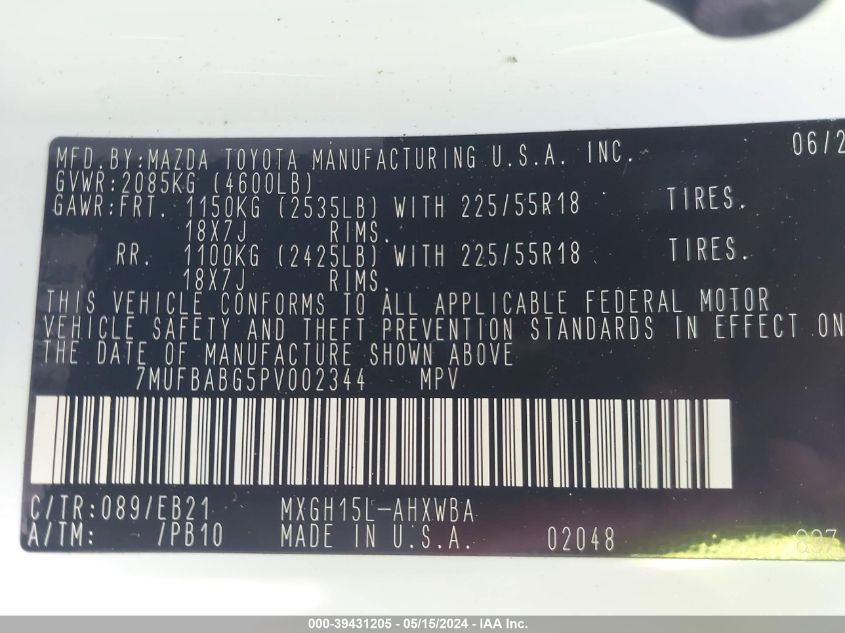 MFD.BY:MAZDA TOYOTA MANUFACTURING U.S.A. INC. 06/2
GVWR:2085KG (4600LB)
GAWR:FRT. 1150KG (2535LB) WITH 225/55R18 TIRES.
18X7J RIMS.
RR. 1100KG (2425LB) WITH 225/55R18 TIRES.
18X7J RIMS.
THIS VEHICLE CONFORMS TO ALL APPLICABLE FEDERAL MOTOR
VEHICLE SAFETY AND THEFT PREVENTION STANDARDS IN EFFECT ON
THE DATE OF MANUFACTURE SHOWN ABOVE.
7MUFBABG5PV002344 MPV
C/TR:089/EB21 MXGH15L-AHXWBA
A/TM: /PB10 MADE IN U.S.A. 02048 837
000-39431205 - 05/15/2024 - IAA, Inc.